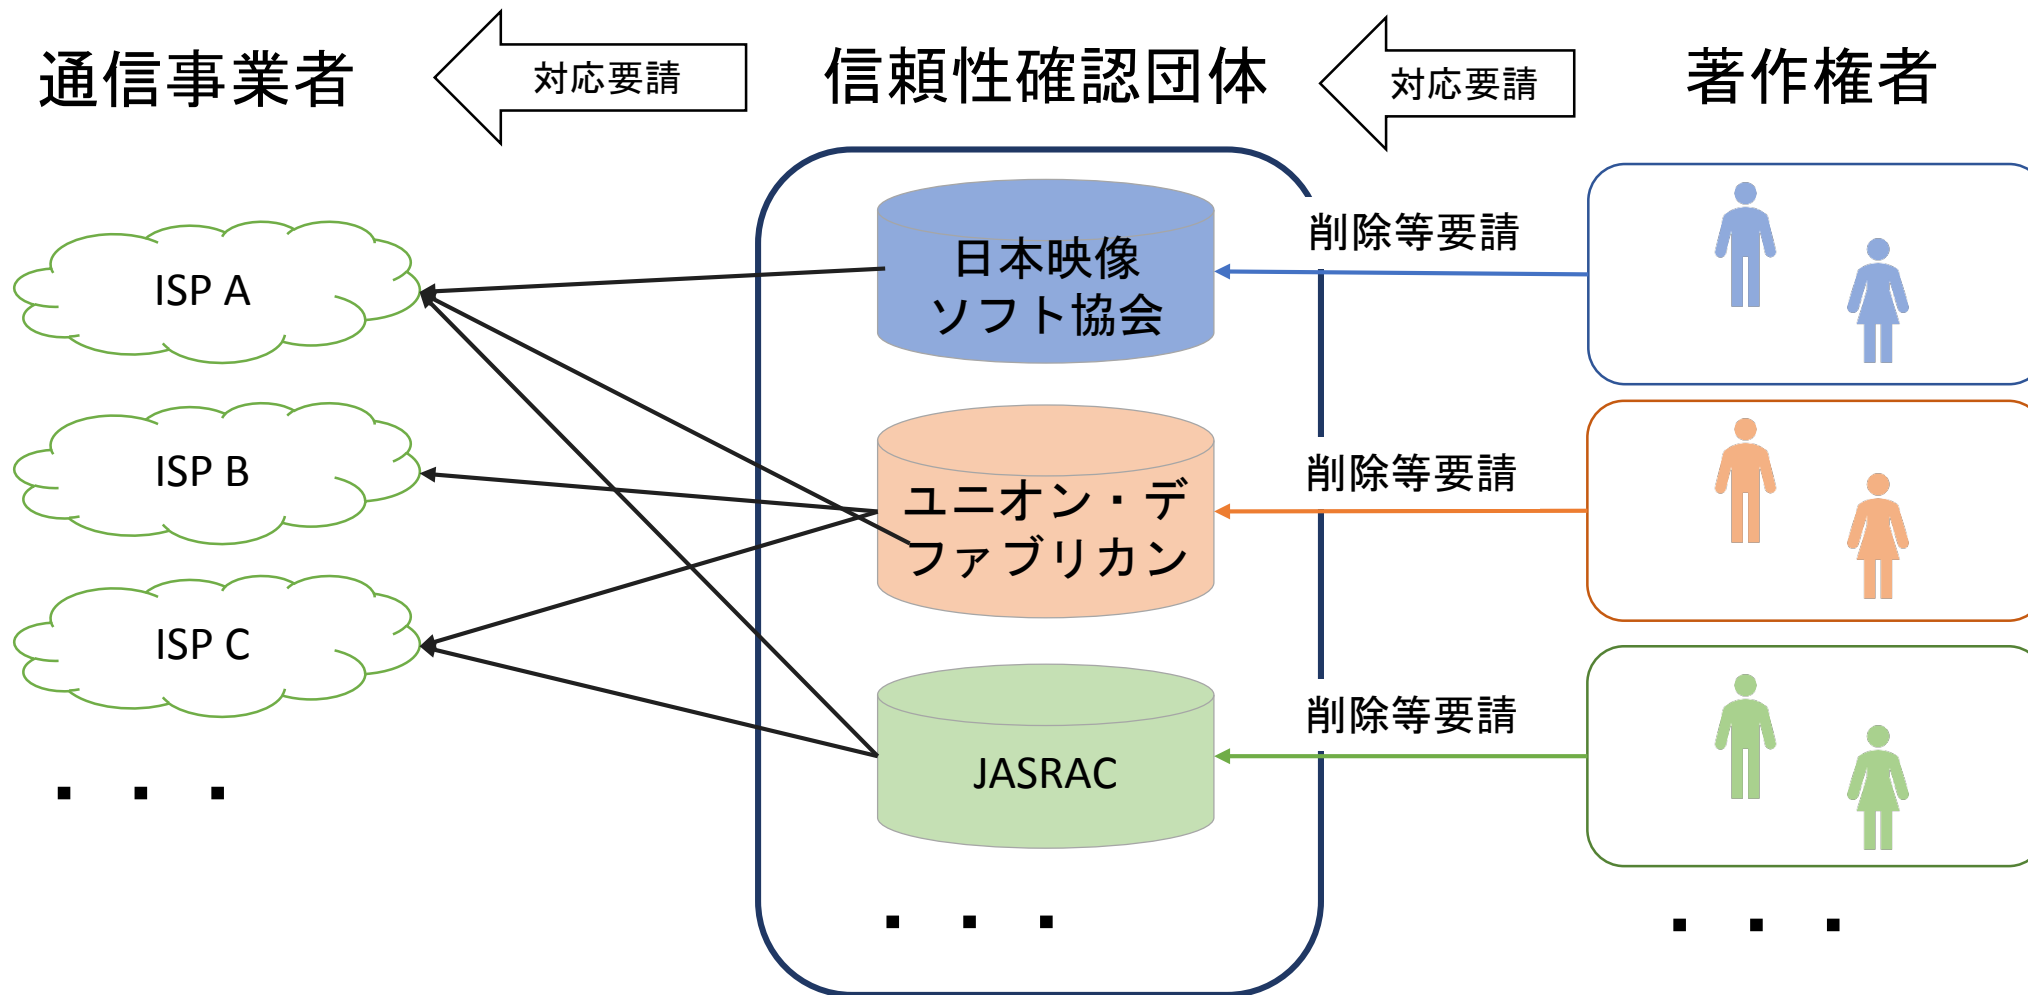 通信事業者
対応要請
信頼性確認団体
対応要請
著作権者
ISP A
ISP B
ISP C
・・・
日本映像
ソフト協会
ユニオン・デ
ファブリカン
JASRAC
・・・
削除等要請
削除等要請
削除等要請
・・・